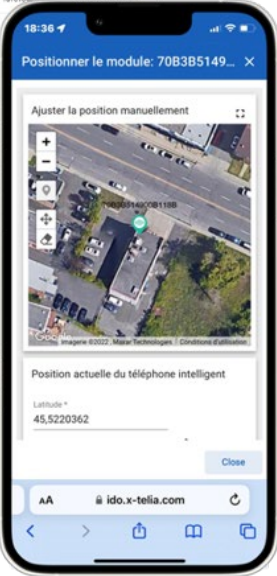 18:36
Positionner le module: 70B3B5149... ×
Ajuster la position manuellement
+
−
Imagerie ©2022, Maxar Technologies
Conditions d'utilisation
Position actuelle du téléphone intelligent
Latitude *
45,5220362
Close
AA
ido.x-telia.com